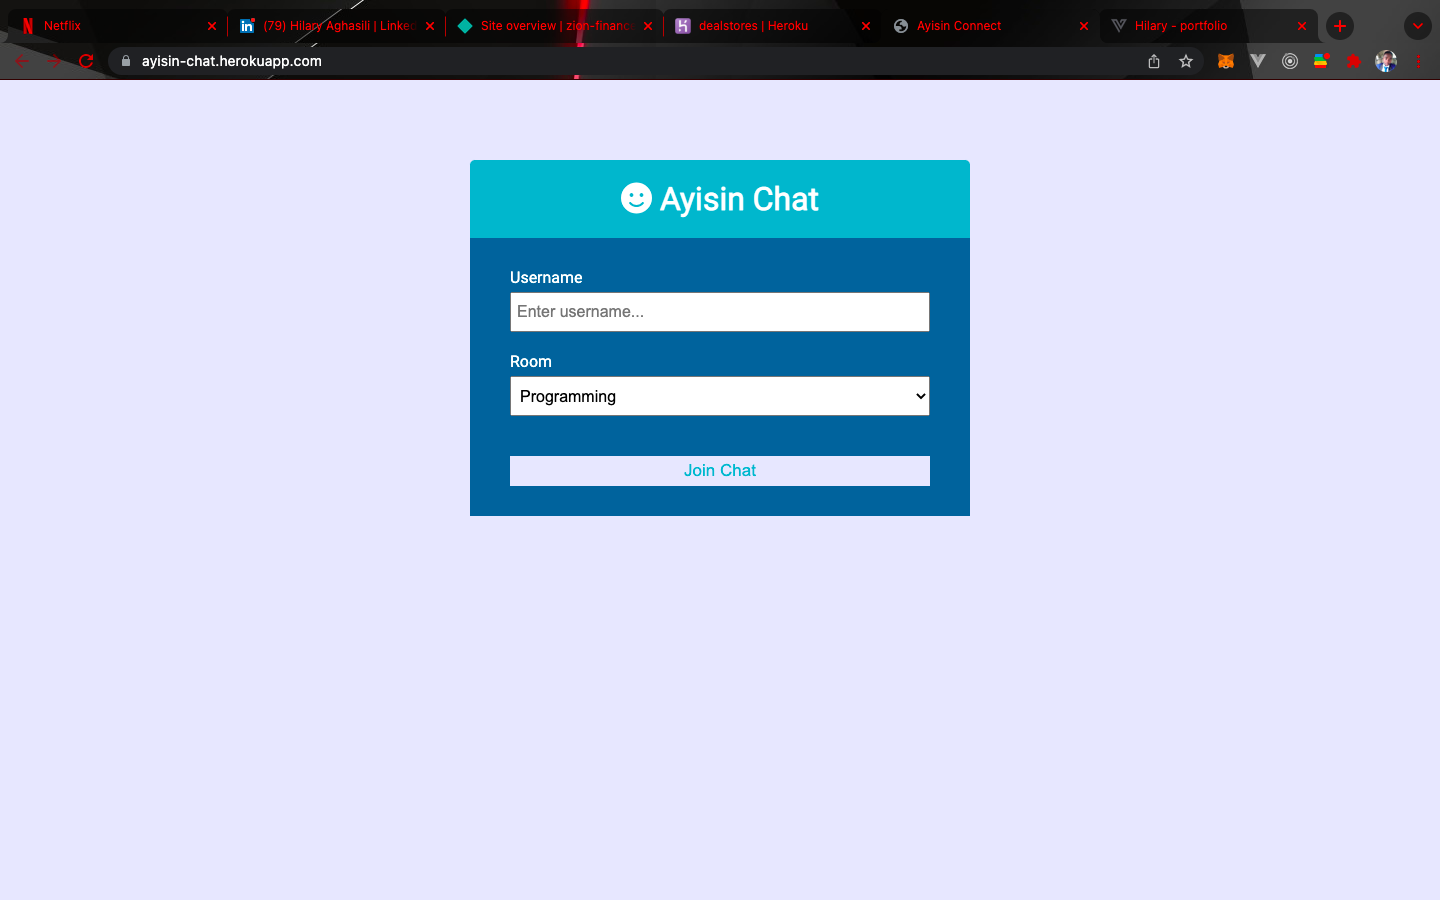 Netflix
(79) Hilary Aghasili | Linked
Site overview | zion-finance
dealstores | Heroku
Ayisin Connect
Hilary - portfolio
ayisin-chat.herokuapp.com
Ayisin Chat
Username
Enter username...
Room
Programming
Join Chat